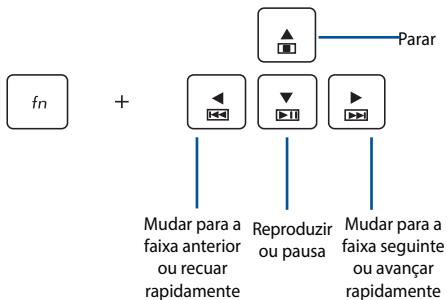 Parar
fn
+
Mudar para a
faixa anterior
ou recuar
rapidamente
Reproduzir
ou pausa
Mudar para a
faixa seguinte
ou avançar
rapidamente